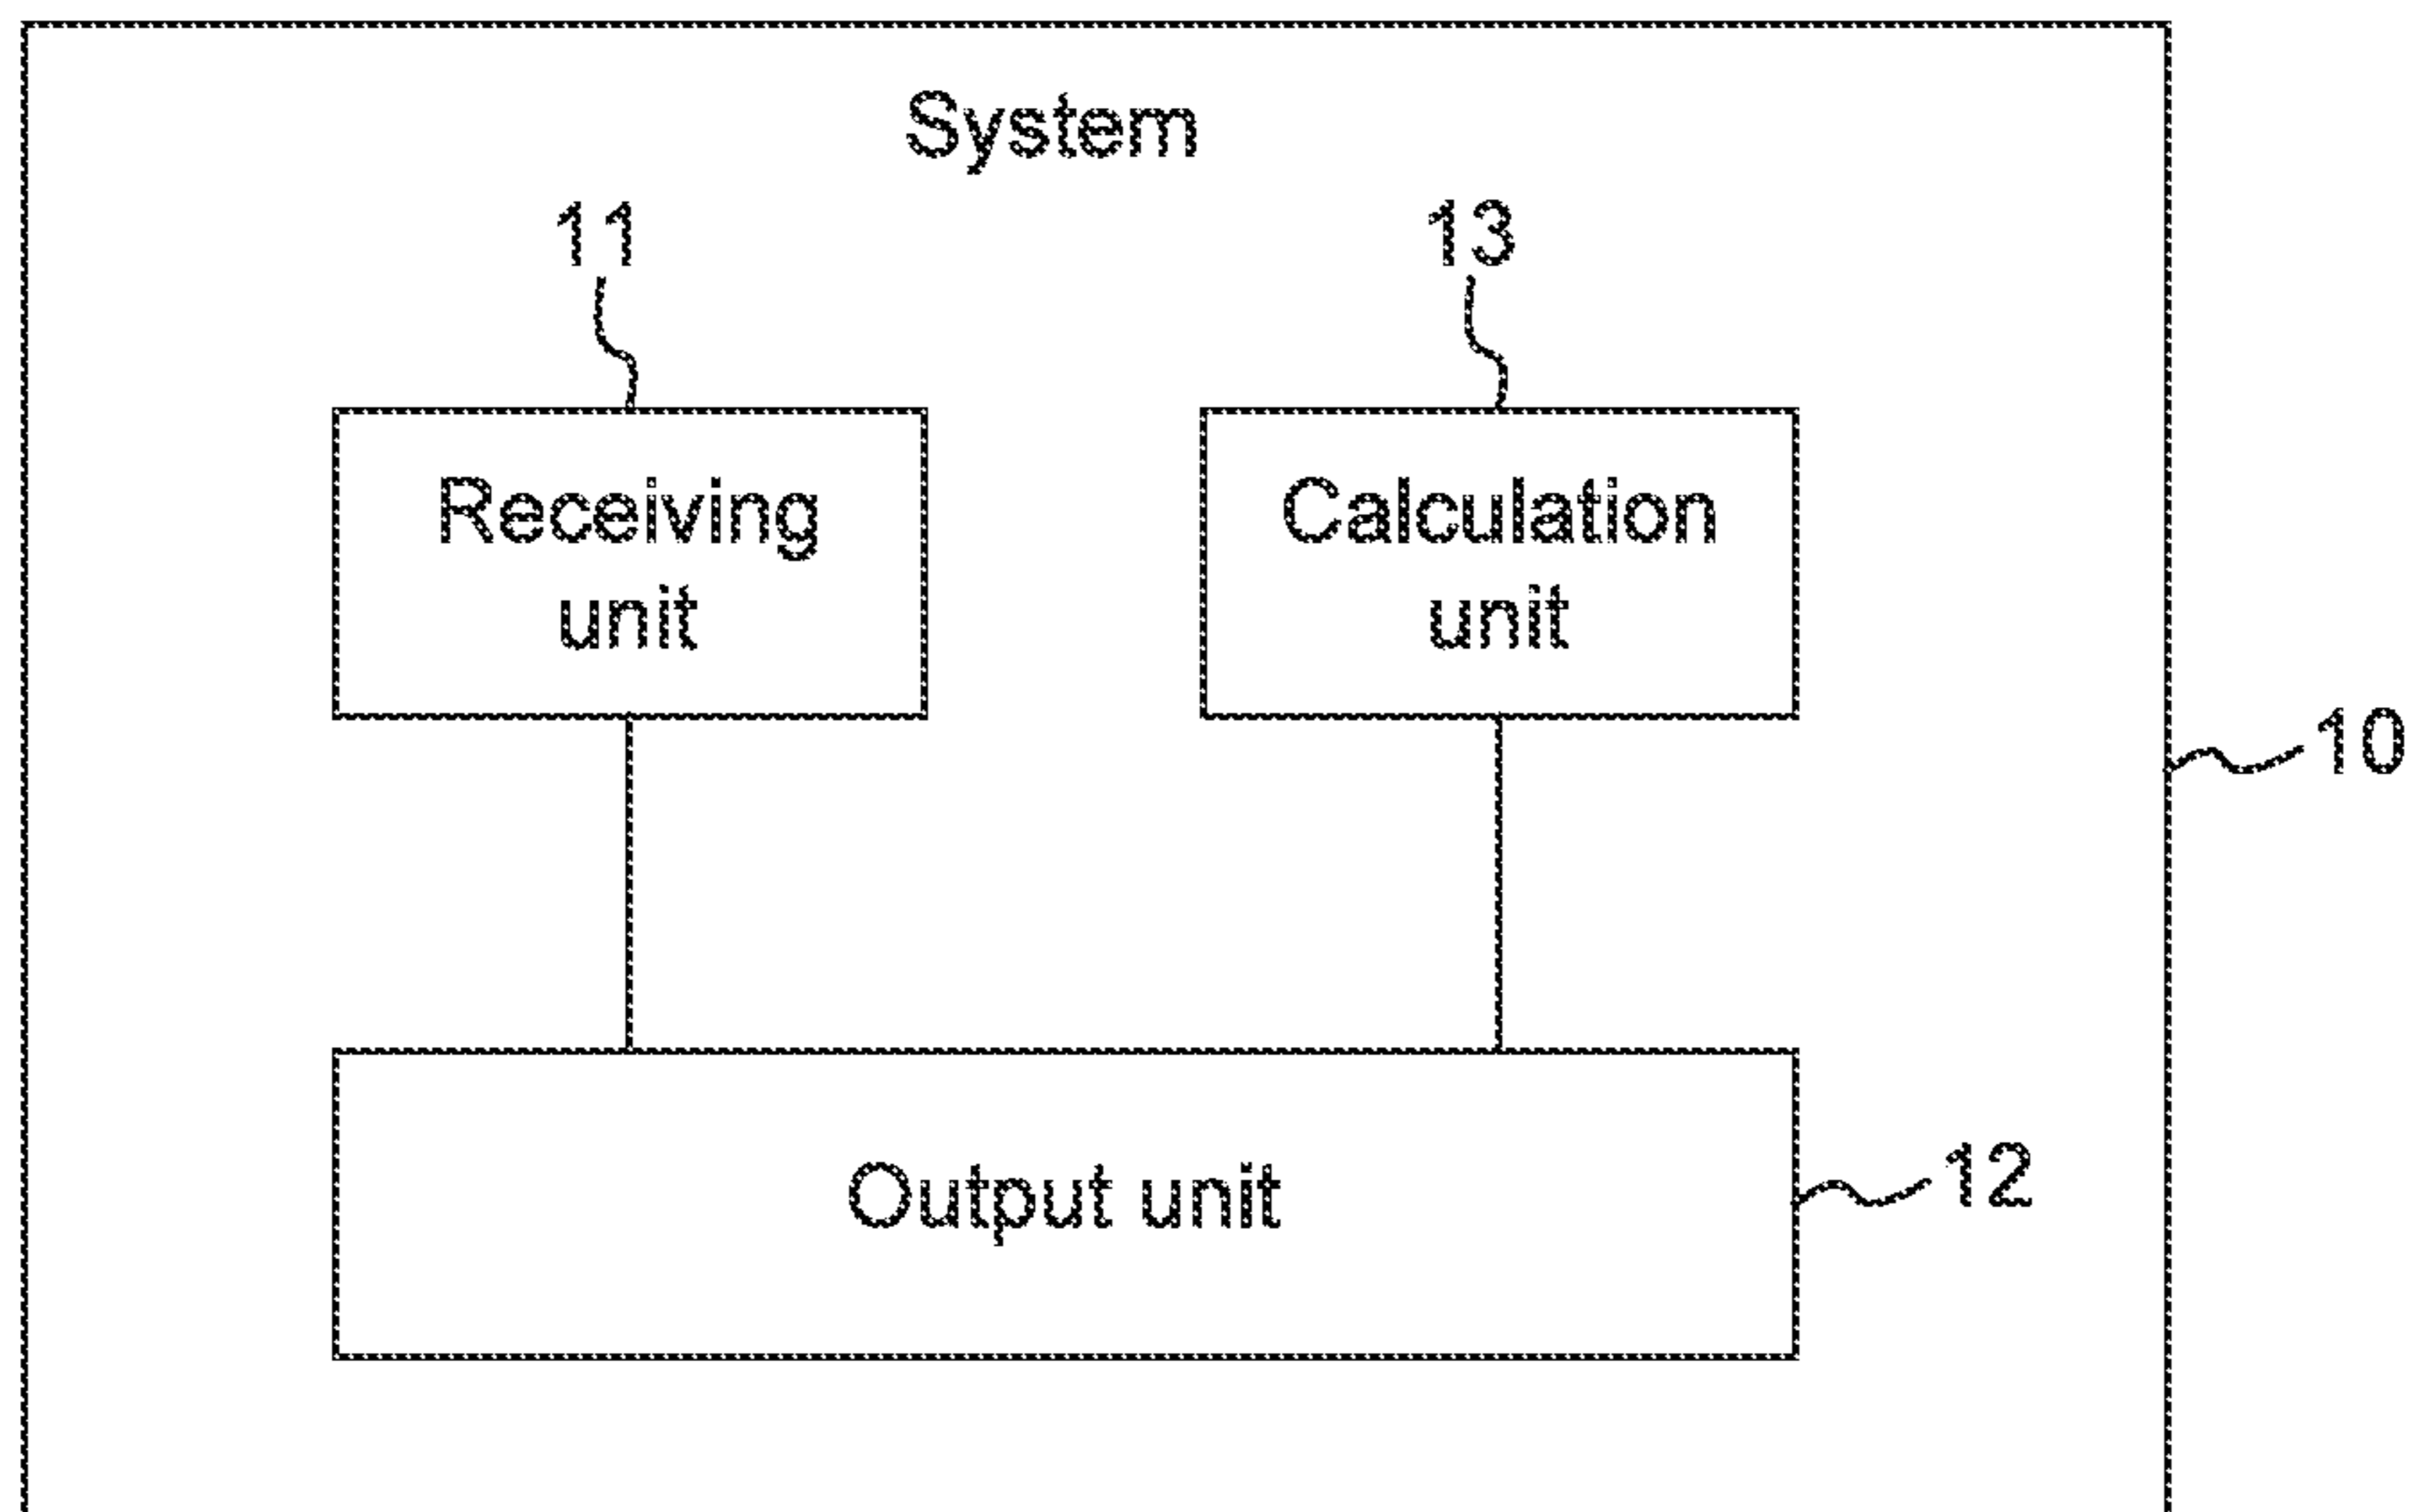 System
11
13
Receiving
unit
Calculation
unit
10
Output unit
12